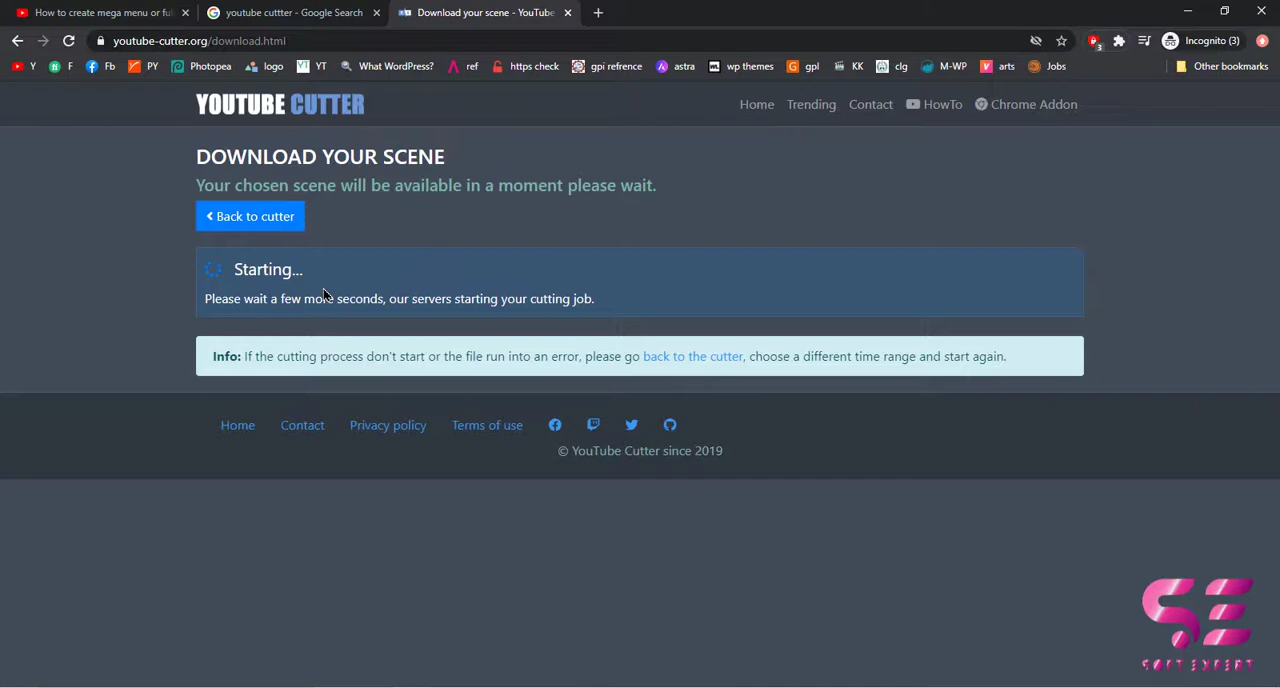 How to create mega menu or ful
youtube cuttter - Google Search
Download your scene - YouTube
youtube-cutter.org/download.html
3
Incognito (3)
Y
F
Fb
PY
Photopea
logo
YT
YT
What WordPress?
ref
https check
gpi refrence
astra
wp themes
gpl
KK
clg
M-WP
arts
Jobs
Other bookmarks
YOUTUBE CUTTER
Home
Trending
Contact
HowTo
Chrome Addon
DOWNLOAD YOUR SCENE
Your chosen scene will be available in a moment please wait.
Back to cutter
Starting...
Please wait a few more seconds, our servers starting your cutting job.
Info: If the cutting process don't start or the file run into an error, please go back to the cutter, choose a different time range and start again.
Home
Contact
Privacy policy
Terms of use
© YouTube Cutter since 2019
SE
SOFT EXPERT